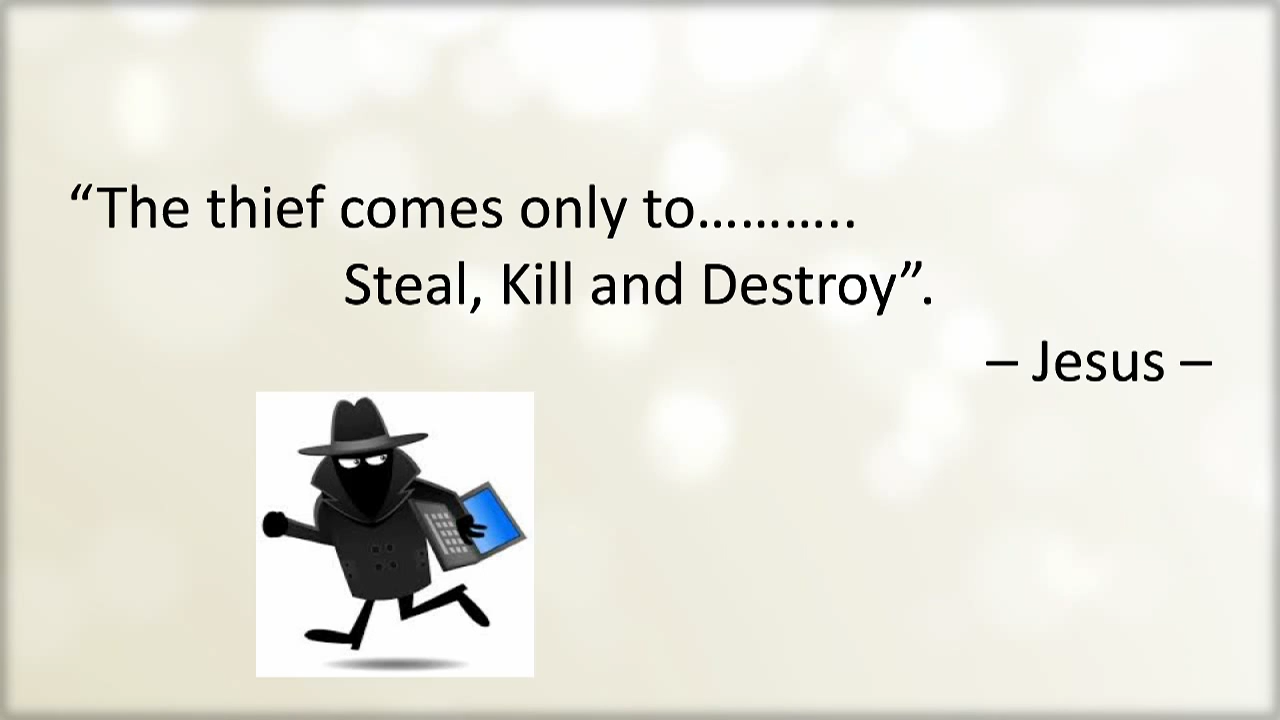 “The thief comes only to………..
Steal, Kill and Destroy”.
– Jesus –